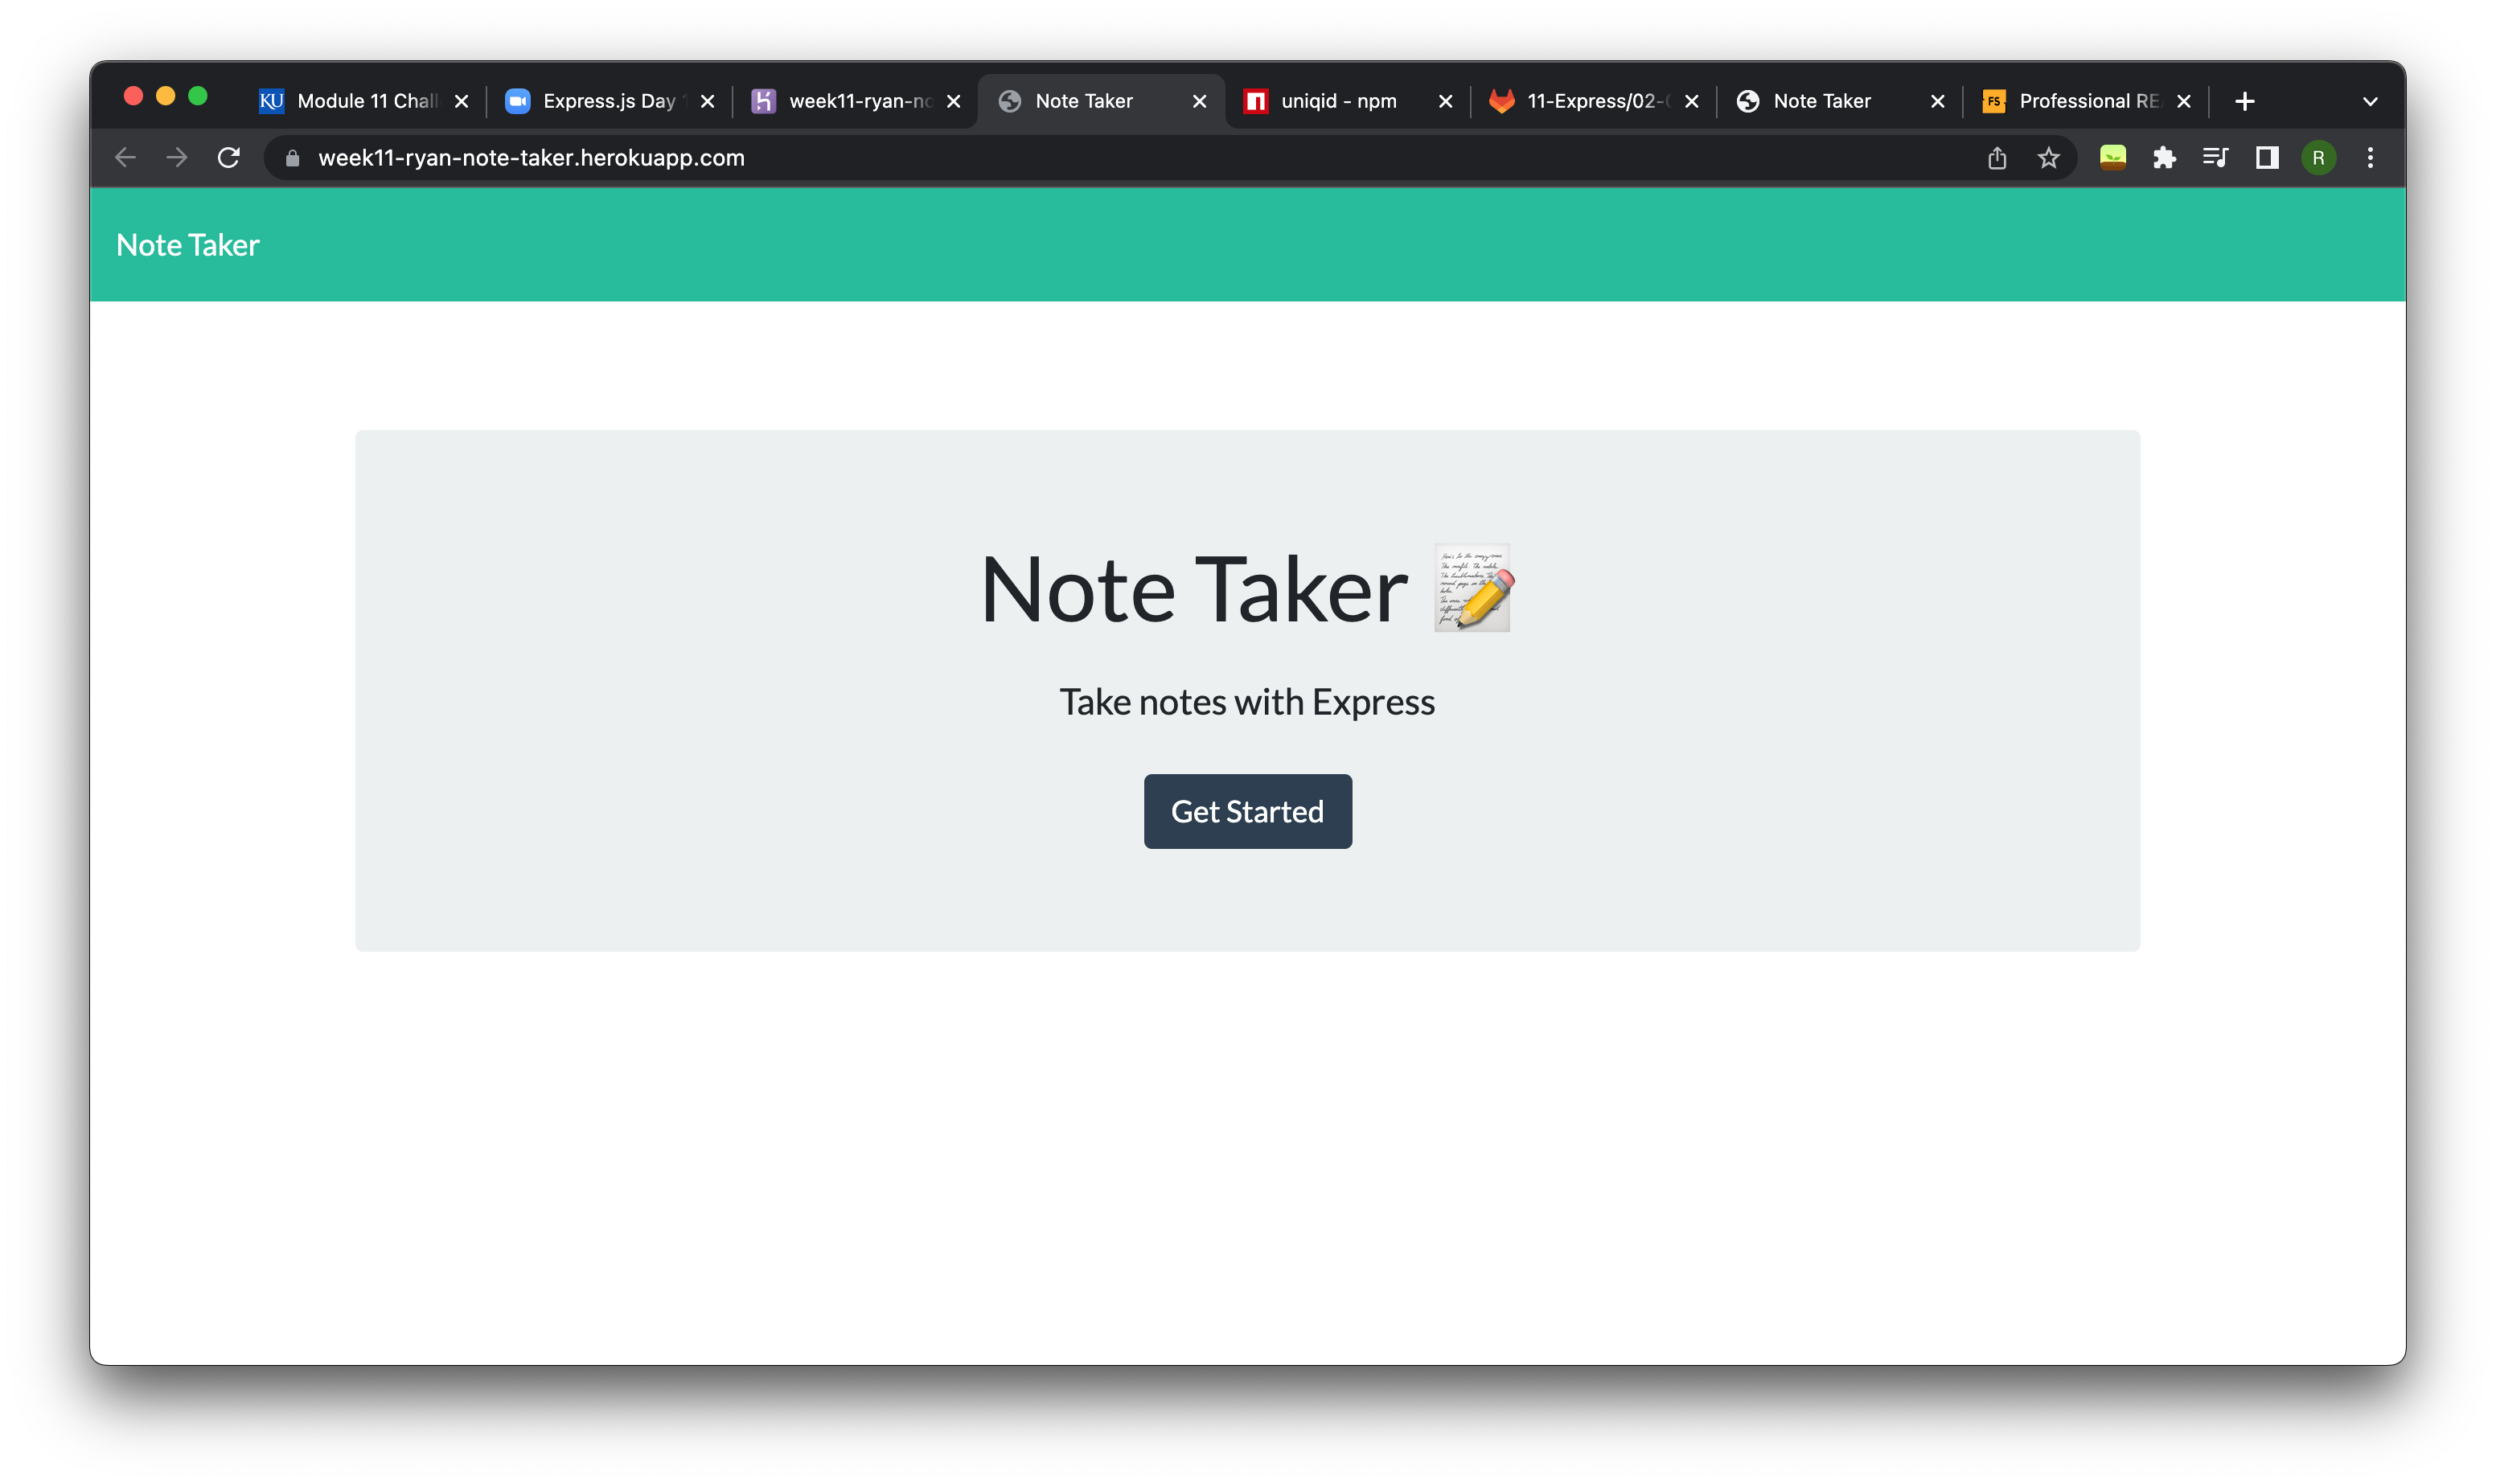 KU Module 11 Chall
Express.js Day
week11-ryan-no
Note Taker
uniqid - npm
11-Express/02-
Note Taker
FS Professional RE
week11-ryan-note-taker.herokuapp.com
R
Note Taker
Note Taker
Take notes with Express
Get Started